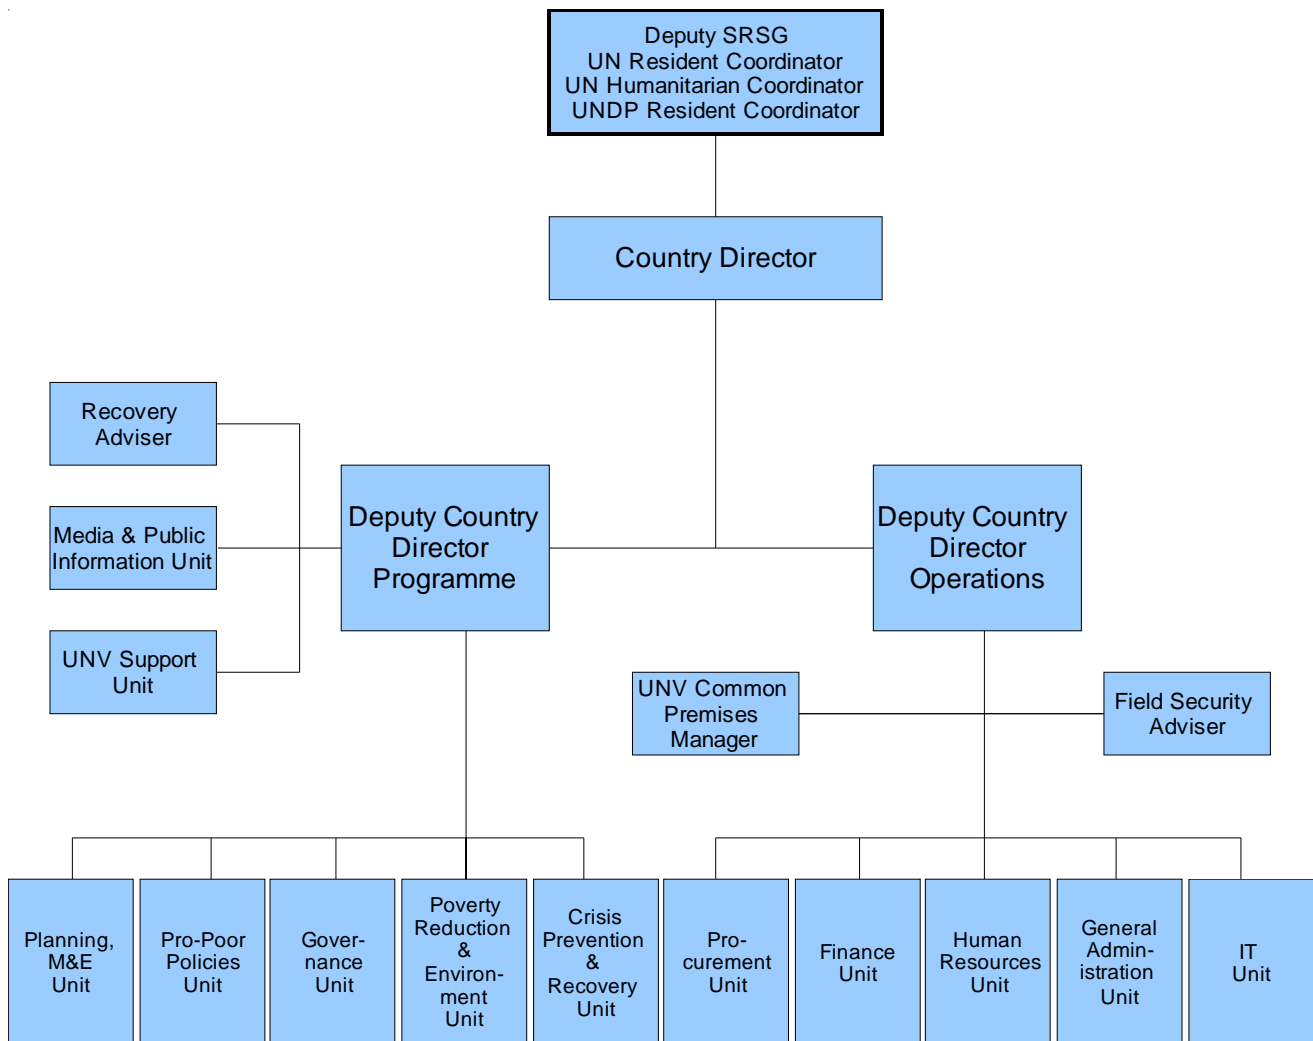 Deputy SRSG
UN Resident Coordinator
UN Humanitarian Coordinator
UNDP Resident Coordinator
Country Director
Recovery
Adviser
Media & Public
Information Unit
UNV Support
Unit
Deputy Country
Director
Programme
Deputy Country
Director
Operations
UNV Common
Premises
Manager
Field Security
Adviser
Planning,
M&E
Unit
Pro-Poor
Policies
Unit
Gover-
nance
Unit
Poverty
Reduction
&
Environ-
ment
Unit
Crisis
Prevention
&
Recovery
Unit
Pro-
curement
Unit
Finance
Unit
Human
Resources
Unit
General
Admin-
istration
Unit
IT
Unit